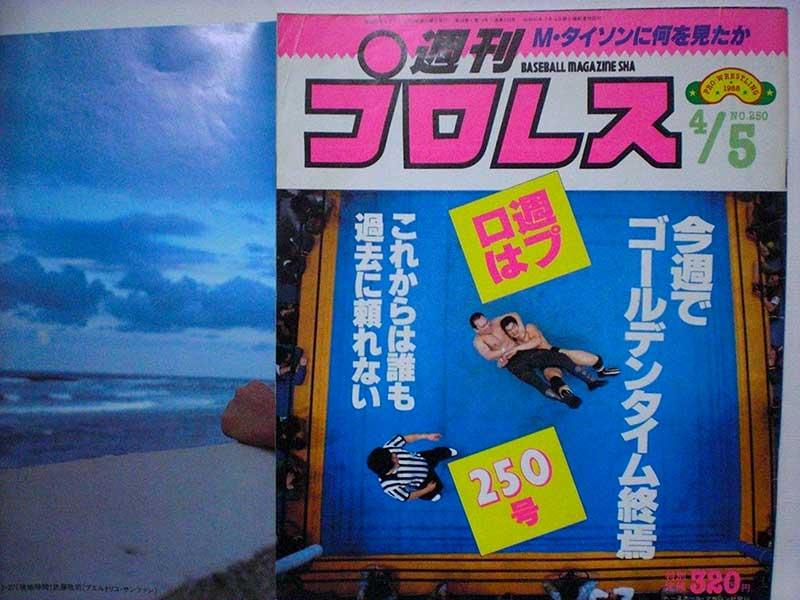 M・タイソンに何を見たか
週刊
BASEBALL MAGAZINE SHA
プロレス
PRO-WRESTLING
1988
NO.250
4/5
週プ
ロは
今週で
ゴールデンタイム終焉
これからは誰も
過去に頼れない
250
号
320円